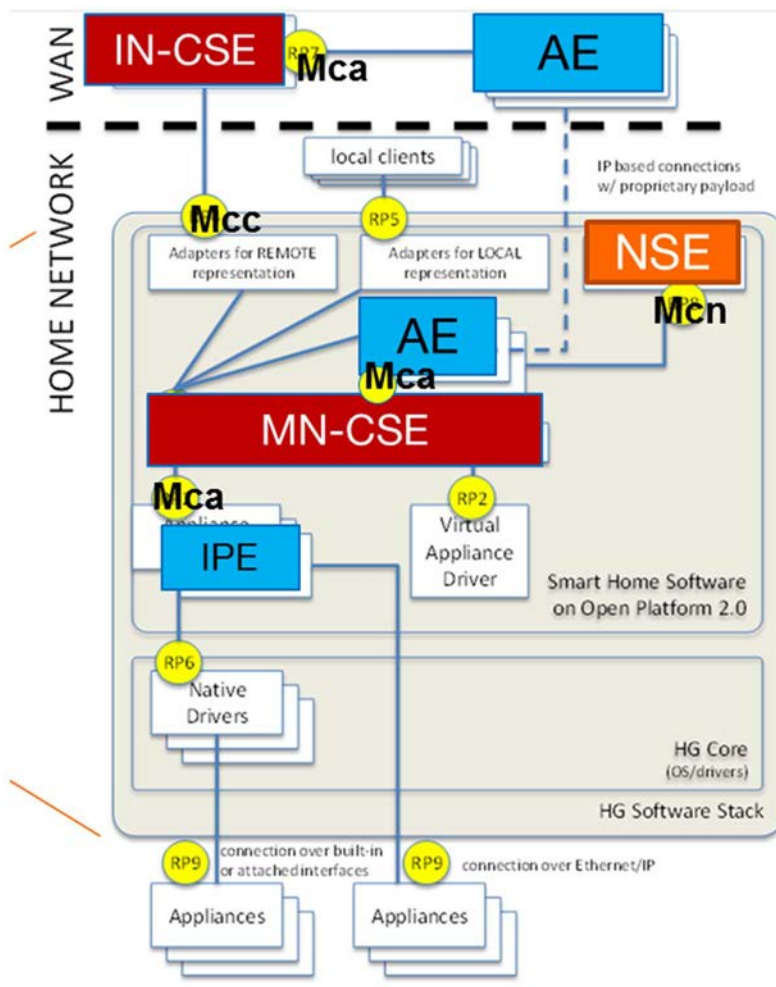 WAN
IN-CSE
RP7
Mca
AE
HOME NETWORK
local clients
IP based connections
w/ proprietary payload
Mcc
RP5
Adapters for REMOTE
representation
Adapters for LOCAL
representation
NSE
RP8
Mcn
AE
Mca
MN-CSE
Mca
RP2
Appliance
Virtual
Appliance
Driver
IPE
Smart Home Software
on Open Platform 2.0
RP6
Native
Drivers
HG Core
(OS/drivers)
HG Software Stack
RP9
connection over built-in
or attached interfaces
RP9
connection over Ethernet/IP
Appliances
Appliances